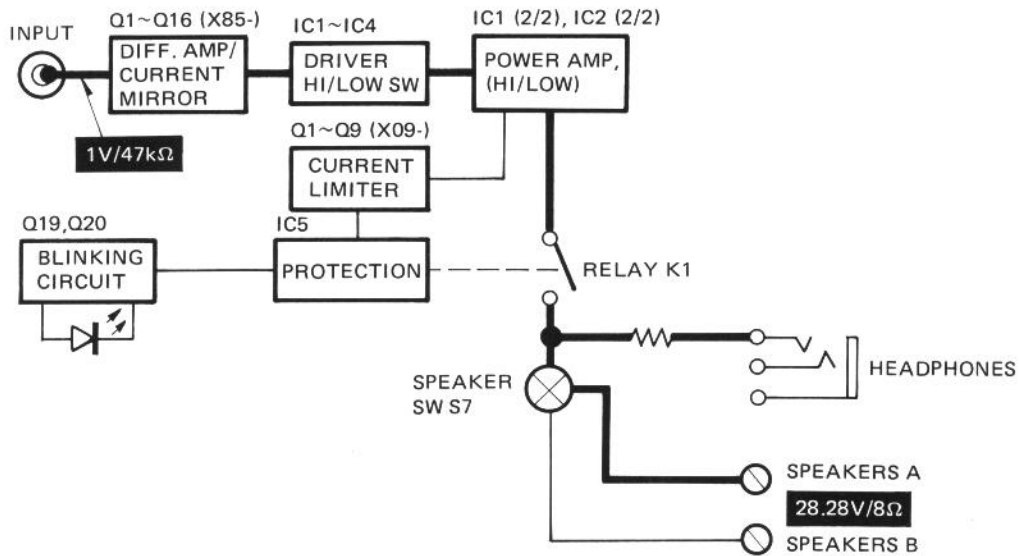 INPUT
Q1~Q16 (X85-)
DIFF. AMP/
CURRENT
MIRROR
1V/47kΩ
IC1~IC4
DRIVER
HI/LOW SW
IC1 (2/2), IC2 (2/2)
POWER AMP,
(HI/LOW)
Q1~Q9 (X09-)
CURRENT
LIMITER
Q19,Q20
BLINKING
CIRCUIT
IC5
PROTECTION
RELAY K1
SPEAKER
SW S7
HEADPHONES
SPEAKERS A
28.28V/8Ω
SPEAKERS B